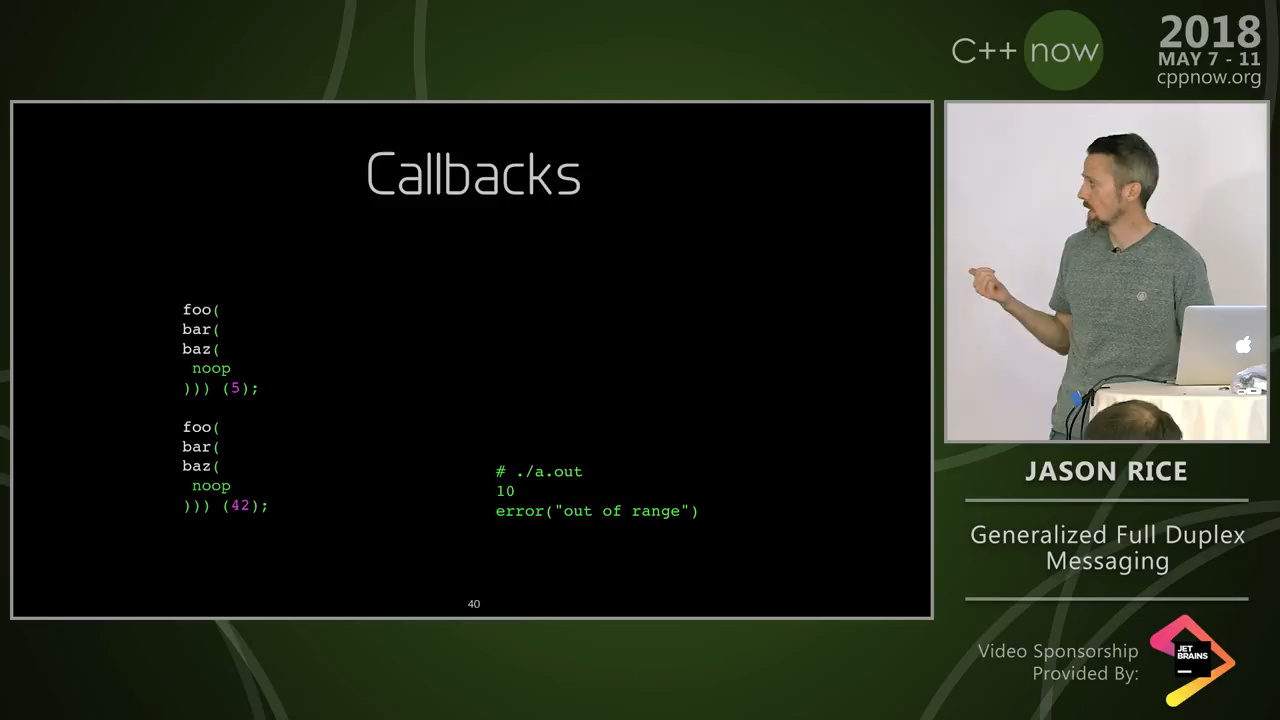 C++ now
2018
MAY 7 - 11
cppnow.org
Callbacks
foo(
bar(
baz(
noop
))) (5);
foo(
bar(
baz(
noop
))) (42);
# ./a.out
10
error("out of range")
40
JASON RICE
Generalized Full Duplex
Messaging
Video Sponsorship
Provided By:
JET
BRAINS